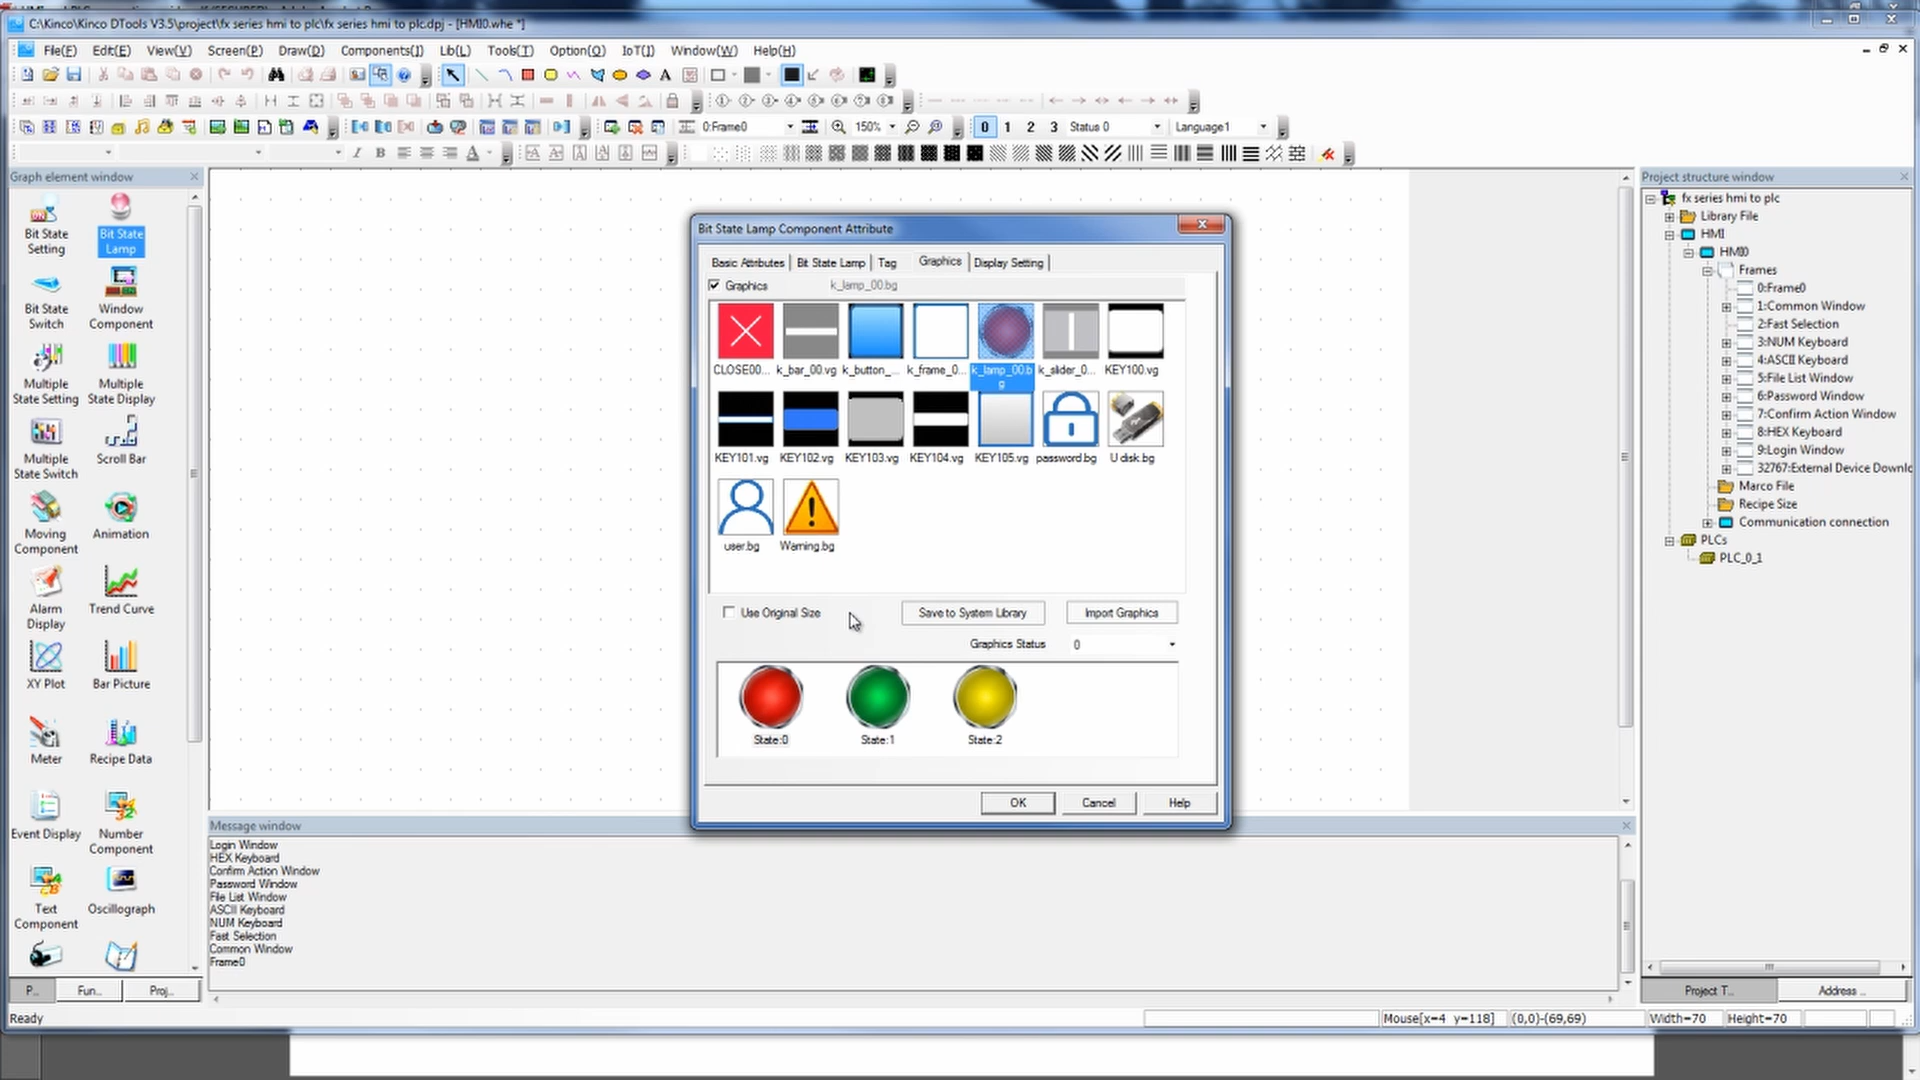 C:\Kinco\Kinco DTools V3.5\project\fx series hmi to plc\fx series hmi to plc.dpj - [HMI0.whe *]
File(F) Edit(E) View(V) Screen(P) Draw(D) Components(J) Lib(L) Tools(T) Option(O) IoT(I) Window(W) Help(H)
0:Frame0 150% 0 1 2 3 Status 0 Language1
Graph element window
Bit State Setting
Bit State Lamp
Bit State Switch
Window Component
Multiple State Setting
Multiple State Display
Multiple State Switch
Scroll Bar
Moving Component
Animation
Alarm Display
Trend Curve
XY Plot
Bar Picture
Meter
Recipe Data
Event Display
Number Component
Text Component
Oscillograph
P... Fun... Proj...
Bit State Lamp Component Attribute
Basic Attributes Bit State Lamp Tag Graphics Display Setting
Graphics k_lamp_00.bg
CLOSE00... k_bar_00.vg k_button_... k_frame_0... k_lamp_00.bg k_slider_0... KEY100.vg
KEY101.vg KEY102.vg KEY103.vg KEY104.vg KEY105.vg password.bg U disk.bg
user.bg Warning.bg
Use Original Size Save to System Library Import Graphics
Graphics Status 0
State:0 State:1 State:2
OK Cancel Help
Message window
Login Window
HEX Keyboard
Confirm Action Window
Password Window
File List Window
ASCII Keyboard
NUM Keyboard
Fast Selection
Common Window
Frame0
Project structure window
fx series hmi to plc
Library File
HMI
HMI0
Frames
0:Frame0
1:Common Window
2:Fast Selection
3:NUM Keyboard
4:ASCII Keyboard
5:File List Window
6:Password Window
7:Confirm Action Window
8:HEX Keyboard
9:Login Window
32767:External Device Downlo
Marco File
Recipe Size
Communication connection
PLCs
PLC_0_1
Project T... Address ...
Ready Mouse[x=4 y=118] (0,0)-(69,69) Width=70 Height=70